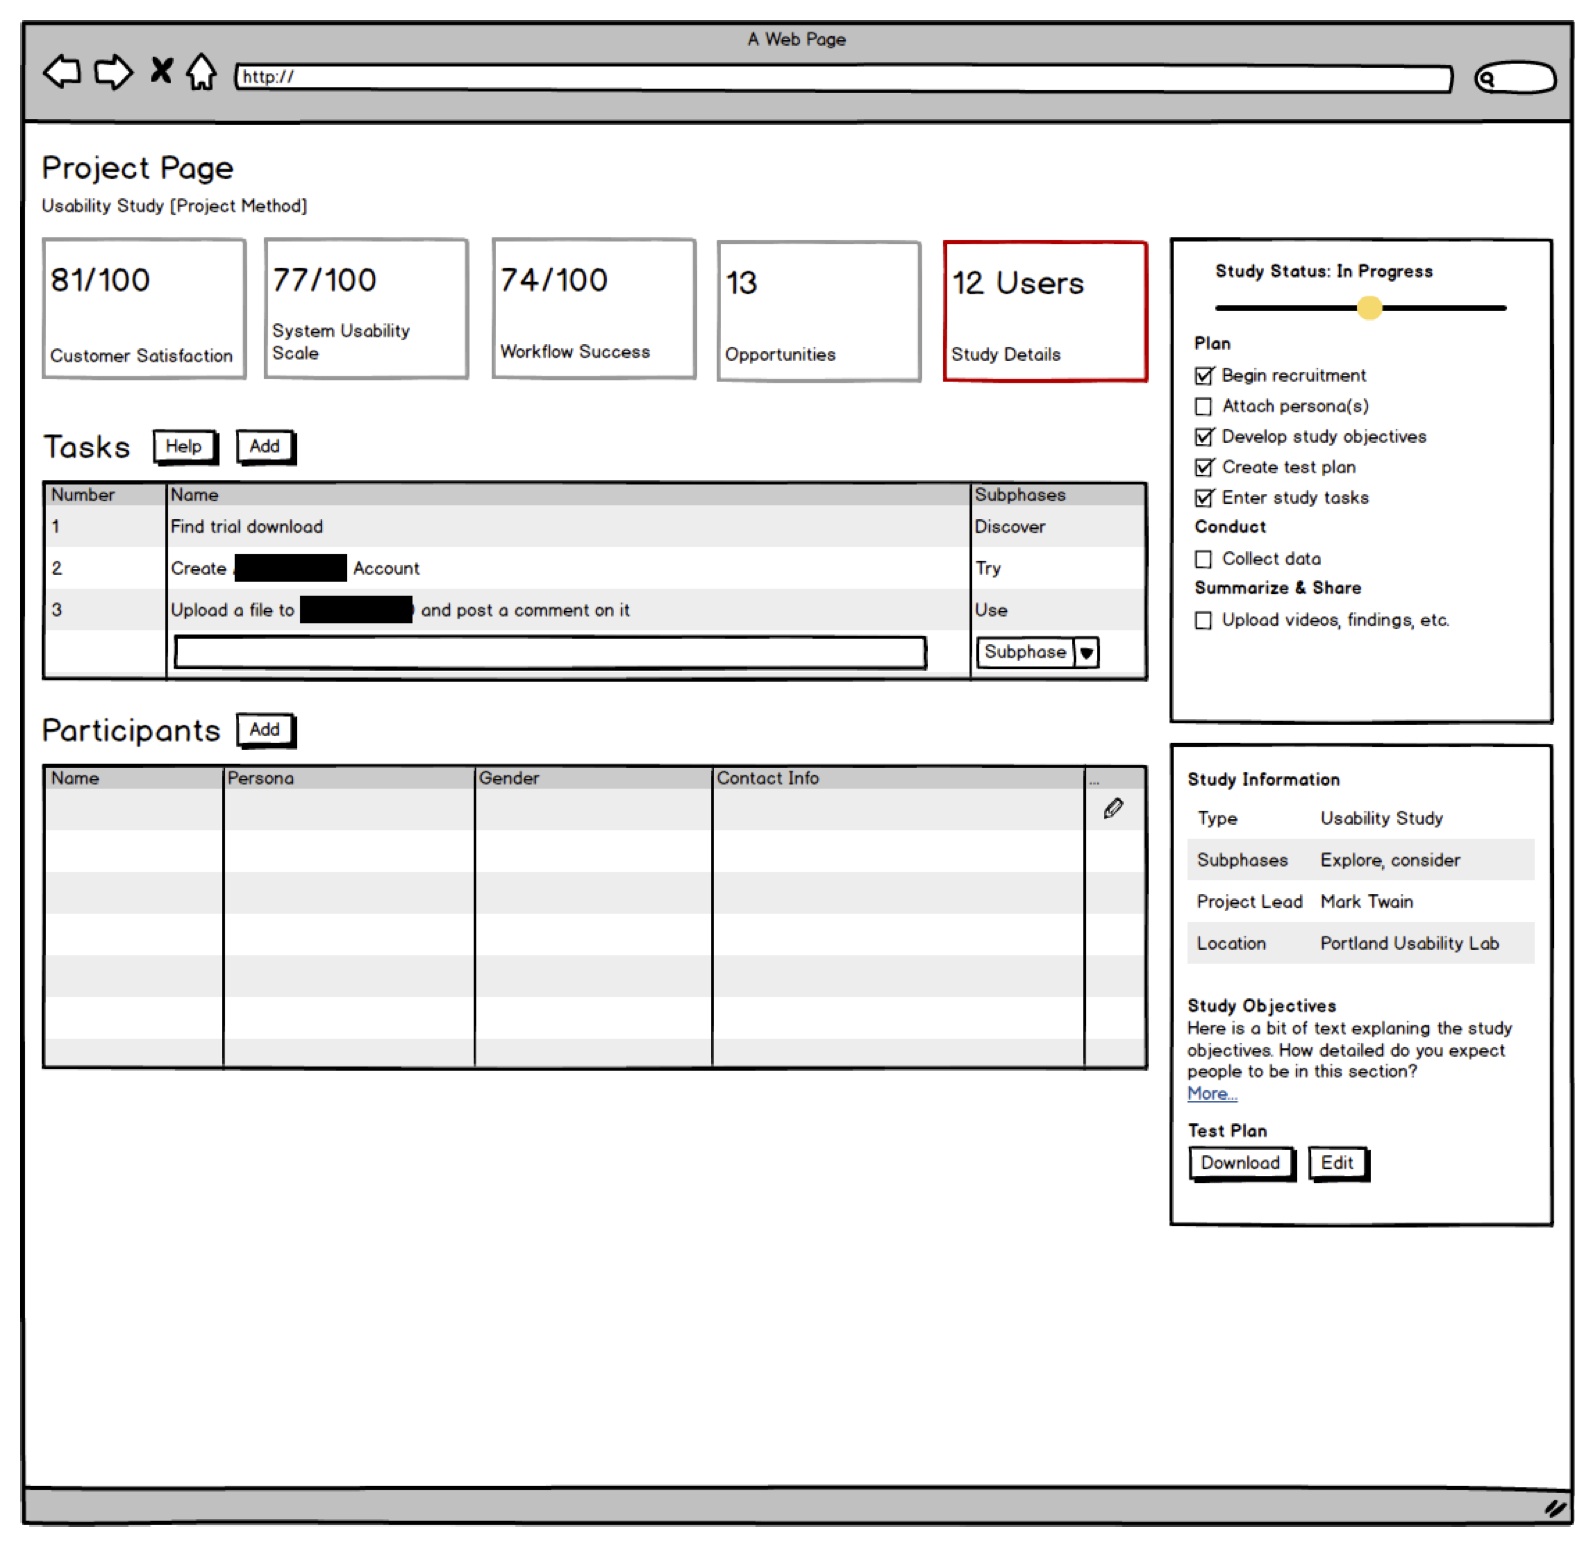 A Web Page
http://
Project Page
Usability Study [Project Method]
81/100
Customer Satisfaction
77/100
System Usability
Scale
74/100
Workflow Success
13
Opportunities
12 Users
Study Details
Tasks Help Add
Number Name Subphases
1 Find trial download Discover
2 Create Account Try
3 Upload a file to and post a comment on it Use
Subphase
Participants Add
Name Persona Gender Contact Info ...
Study Status: In Progress
Plan
Begin recruitment
Attach persona(s)
Develop study objectives
Create test plan
Enter study tasks
Conduct
Collect data
Summarize & Share
Upload videos, findings, etc.
Study Information
Type Usability Study
Subphases Explore, consider
Project Lead Mark Twain
Location Portland Usability Lab
Study Objectives
Here is a bit of text explaning the study
objectives. How detailed do you expect
people to be in this section?
More...
Test Plan
Download Edit